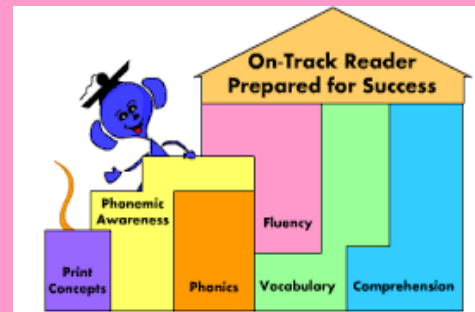 On-Track Reader
Prepared for Success
Phonemic
Awareness
Fluency
Print
Concepts
Phonics
Vocabulary
Comprehension